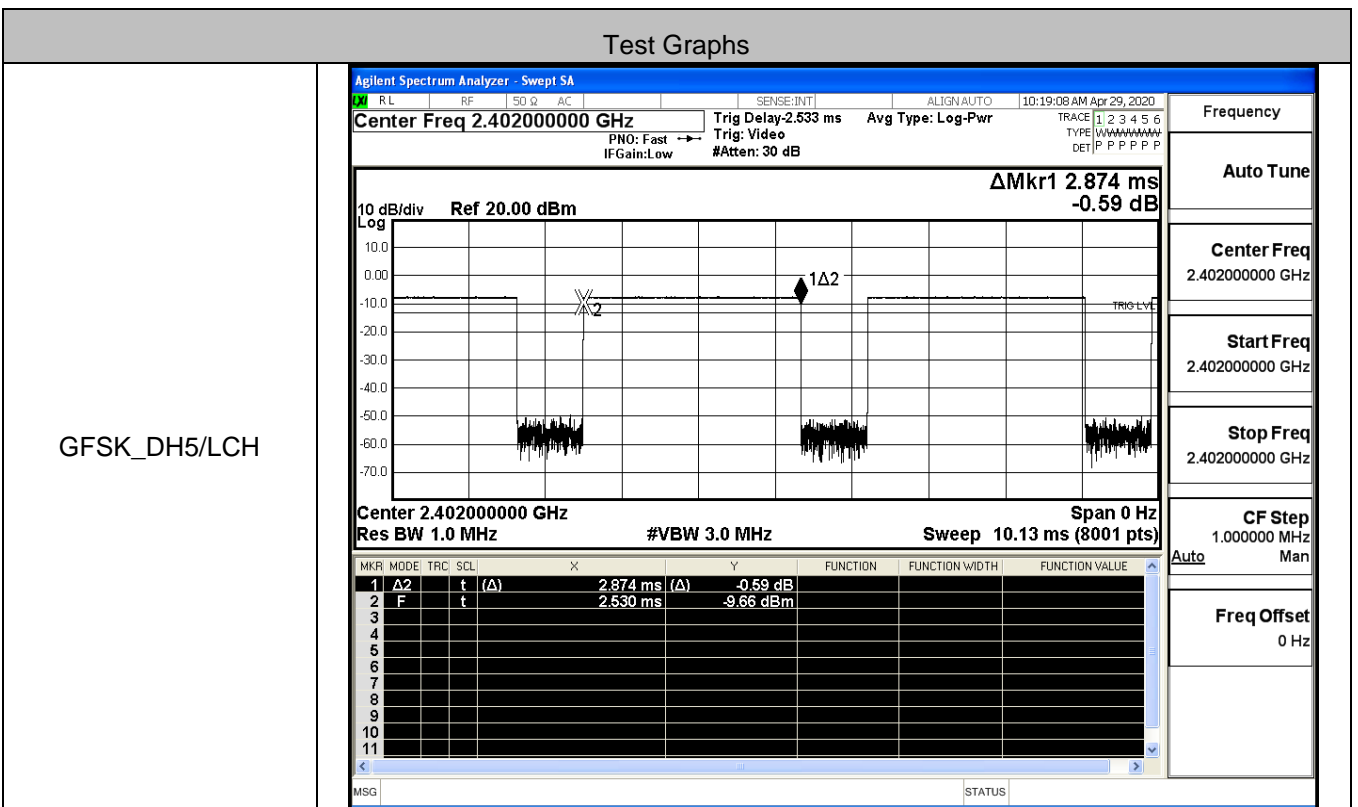 Test Graphs
GFSK_DH5/LCH
Agilent Spectrum Analyzer - Swept SA
LXI RL RF 50 Ω AC SENSE:INT ALIGN AUTO 10:19:08 AM Apr 29, 2020
Center Freq 2.402000000 GHz
PNO: Fast
IFGain:Low
Trig Delay-2.533 ms
Trig: Video
#Atten: 30 dB
Avg Type: Log-Pwr
TRACE 1 2 3 4 5 6
TYPE WWWWWW
DET P P P P P P
ΔMkr1 2.874 ms
-0.59 dB
10 dB/div Ref 20.00 dBm
Log
10.0
0.00
-10.0
-20.0
-30.0
-40.0
-50.0
-60.0
-70.0
1Δ2
2
TRIG LVL
Center 2.402000000 GHz Span 0 Hz
Res BW 1.0 MHz #VBW 3.0 MHz Sweep 10.13 ms (8001 pts)
MKR MODE TRC SCL X Y FUNCTION FUNCTION WIDTH FUNCTION VALUE
1 Δ2 t (Δ) 2.874 ms (Δ) -0.59 dB
2 F t 2.530 ms -9.66 dBm
3
4
5
6
7
8
9
10
11
MSG STATUS
Frequency
Auto Tune
Center Freq
2.402000000 GHz
Start Freq
2.402000000 GHz
Stop Freq
2.402000000 GHz
CF Step
1.000000 MHz
Auto Man
Freq Offset
0 Hz